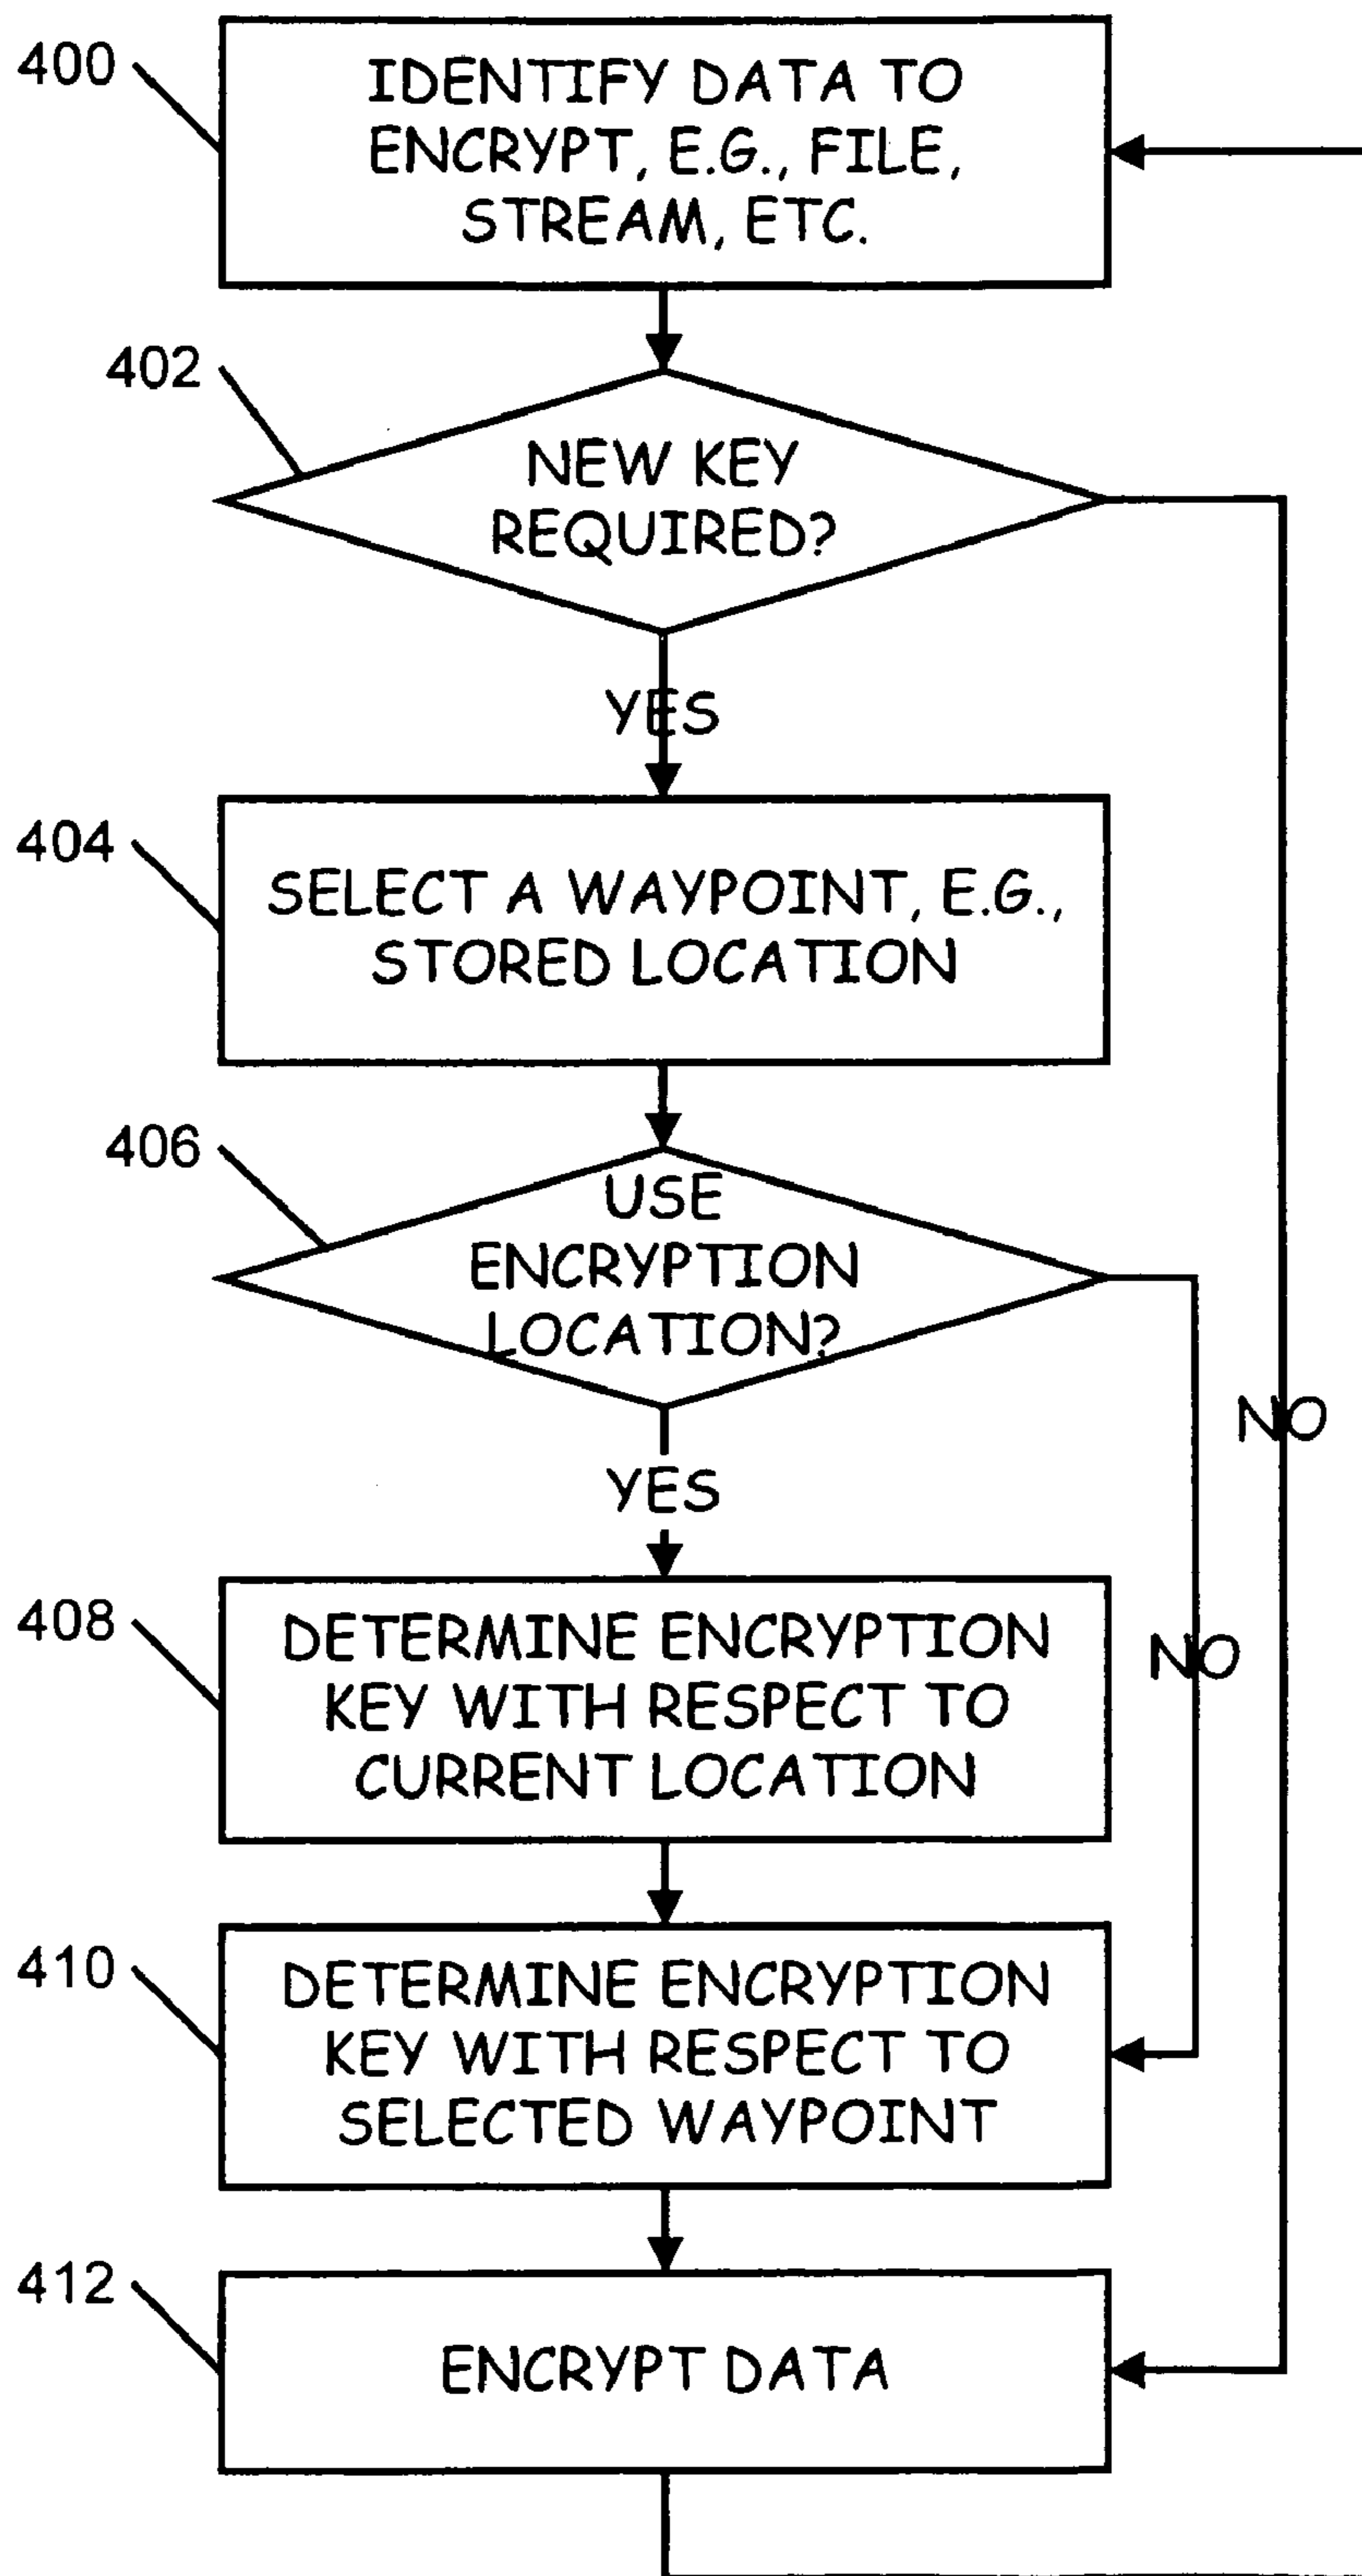 400
IDENTIFY DATA TO
ENCRYPT, E.G., FILE,
STREAM, ETC.
402
NEW KEY
REQUIRED?
YES
404
SELECT A WAYPOINT, E.G.,
STORED LOCATION
406
USE
ENCRYPTION
LOCATION?
NO
YES
408
DETERMINE ENCRYPTION
KEY WITH RESPECT TO
CURRENT LOCATION
NO
410
DETERMINE ENCRYPTION
KEY WITH RESPECT TO
SELECTED WAYPOINT
412
ENCRYPT DATA